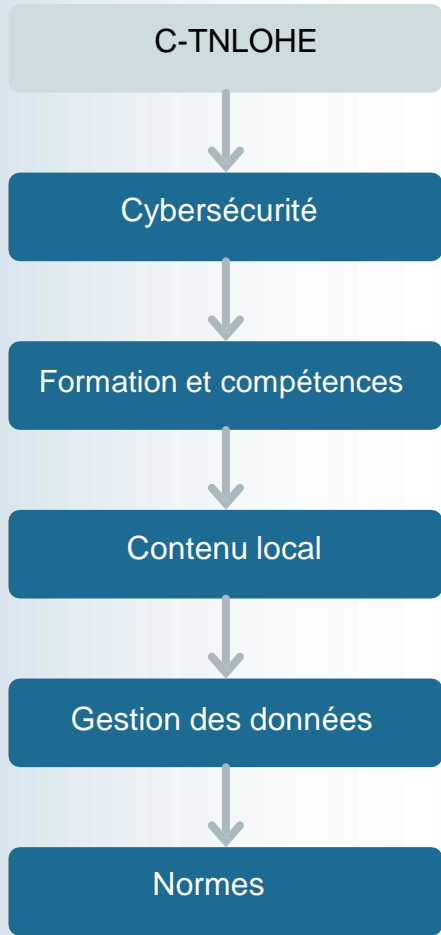 C-TNLOHE
Cybersécurité
Formation et compétences
Contenu local
Gestion des données
Normes